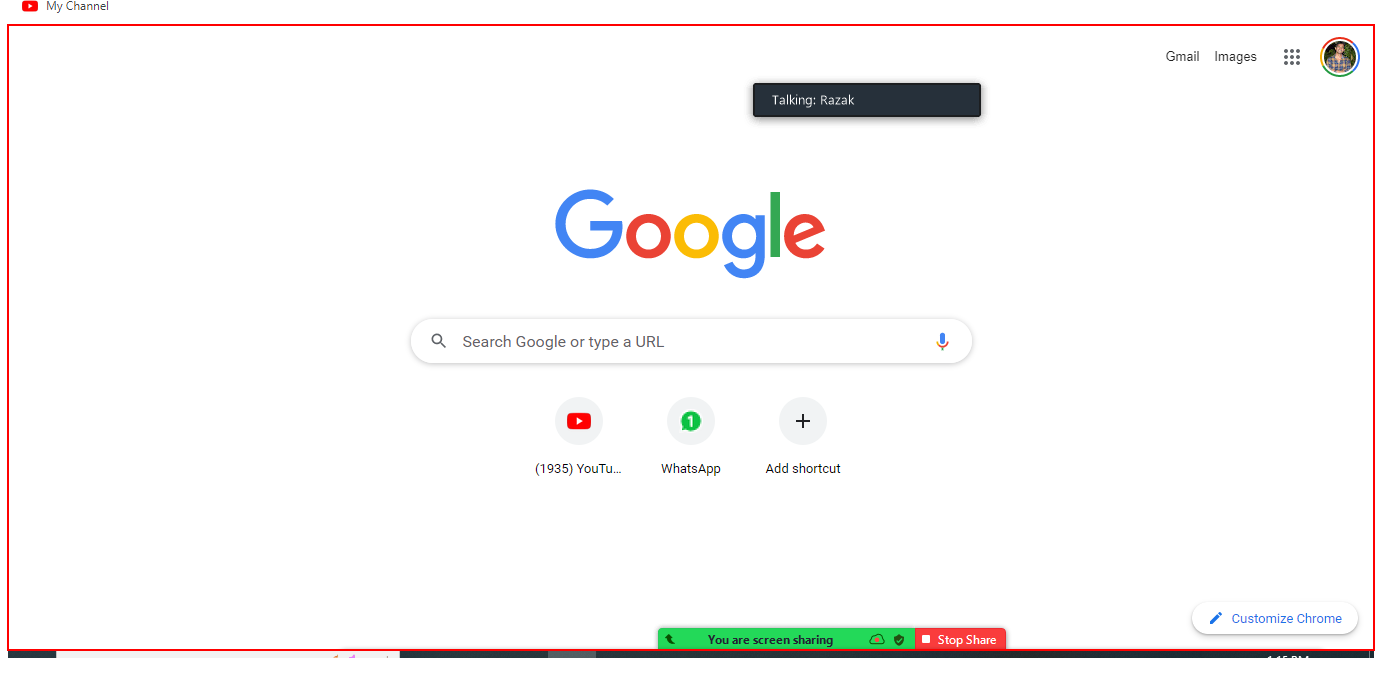 My Channel
Gmail Images
Talking: Razak
Google
Search Google or type a URL
1
(1935) YouTu... WhatsApp Add shortcut
Customize Chrome
You are screen sharing Stop Share